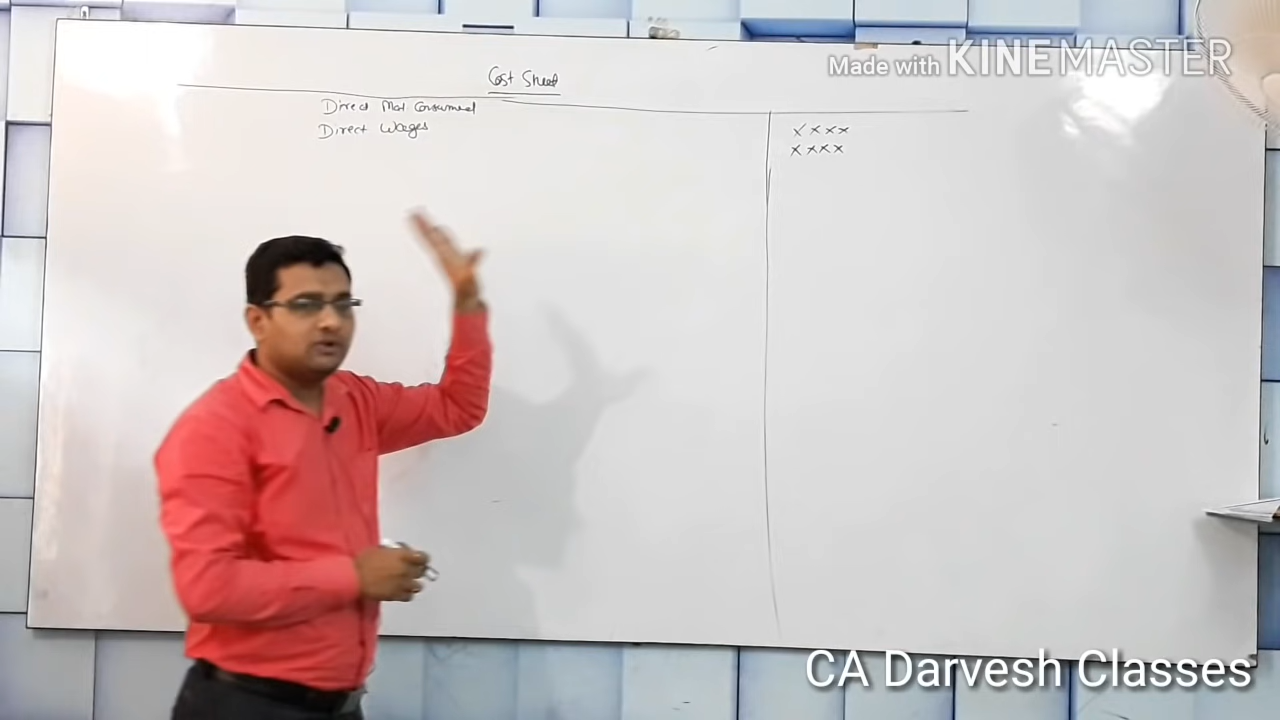 Made with KINEMASTER
Cost Sheet
Direct Mat Consumed
xxxx
Direct Wages
xxxx
CA Darvesh Classes